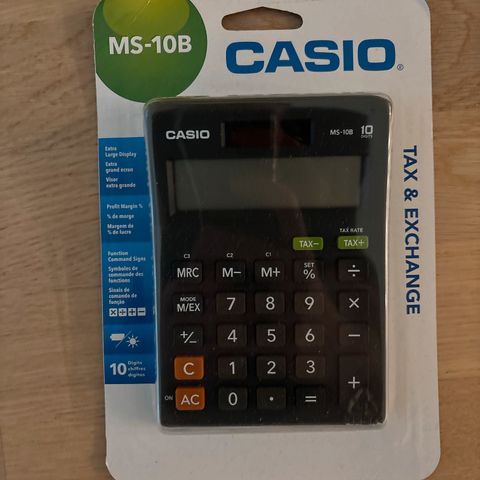 MS-10B
CASIO®
TAX & EXCHANGE
Extra
Large Display
Extra
grand ecran
Visor
extra grande
Profit Margin %
% de marge
Margem de
% de lucro
Function
Command Signs
Symboles de
commande des
fonctions
Sinais de
comando de
função
10 Digits
chiffres
digitos
CASIO
MS-10B
10
DIGITS
TAX RATE
TAX− TAX+
C3 C2 C1 SET
MRC M− M+ % ÷
MODE
M/EX 7 8 9 ×
+/− 4 5 6 −
C 1 2 3 +
ON AC 0 · =